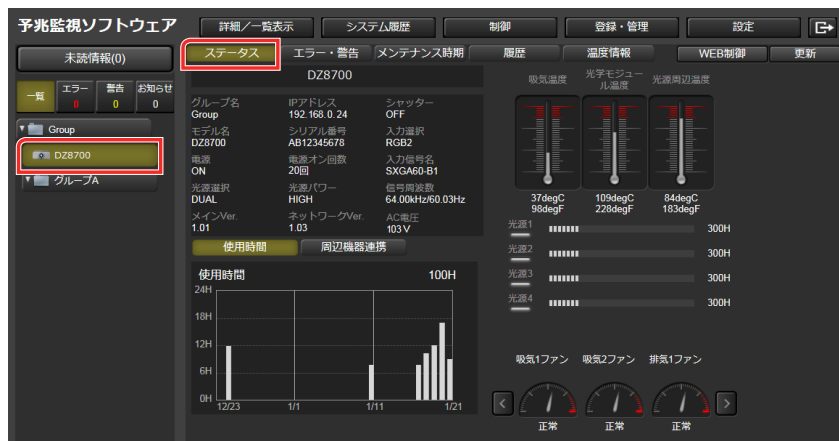 予兆監視ソフトウェア
詳細/一覧表示 システム履歴 制御 登録・管理 設定
未読情報(0)
ステータス エラー・警告 メンテナンス時期 履歴 温度情報 WEB制御 更新
一覧 エラー 0 警告 0 お知らせ 0
Group
DZ8700
グループA
DZ8700
グループ名 IPアドレス シャッター
Group 192.168.0.24 OFF
モデル名 シリアル番号 入力選択
DZ8700 AB12345678 RGB2
電源 電源オン回数 入力信号名
ON 20回 SXGA60-B1
光源選択 光源パワー 信号周波数
DUAL HIGH 64.00kHz/60.03Hz
メインVer. ネットワークVer. AC電圧
1.01 1.03 103 V
使用時間 周辺機器連携
使用時間 100H
24H
18H
12H
6H
0H
12/23 1/1 1/11 1/21
吸気温度 光学モジュール温度 光源周辺温度
37degC 109degC 84degC
98degF 228degF 183degF
光源1 300H
光源2 300H
光源3 300H
光源4 300H
吸気1ファン 吸気2ファン 排気1ファン
正常 正常 正常